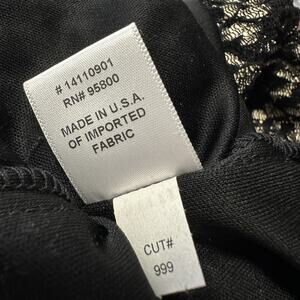 # 14110901
RN# 95800
MADE IN U.S.A.
OF IMPORTED
FABRIC
CUT#
999